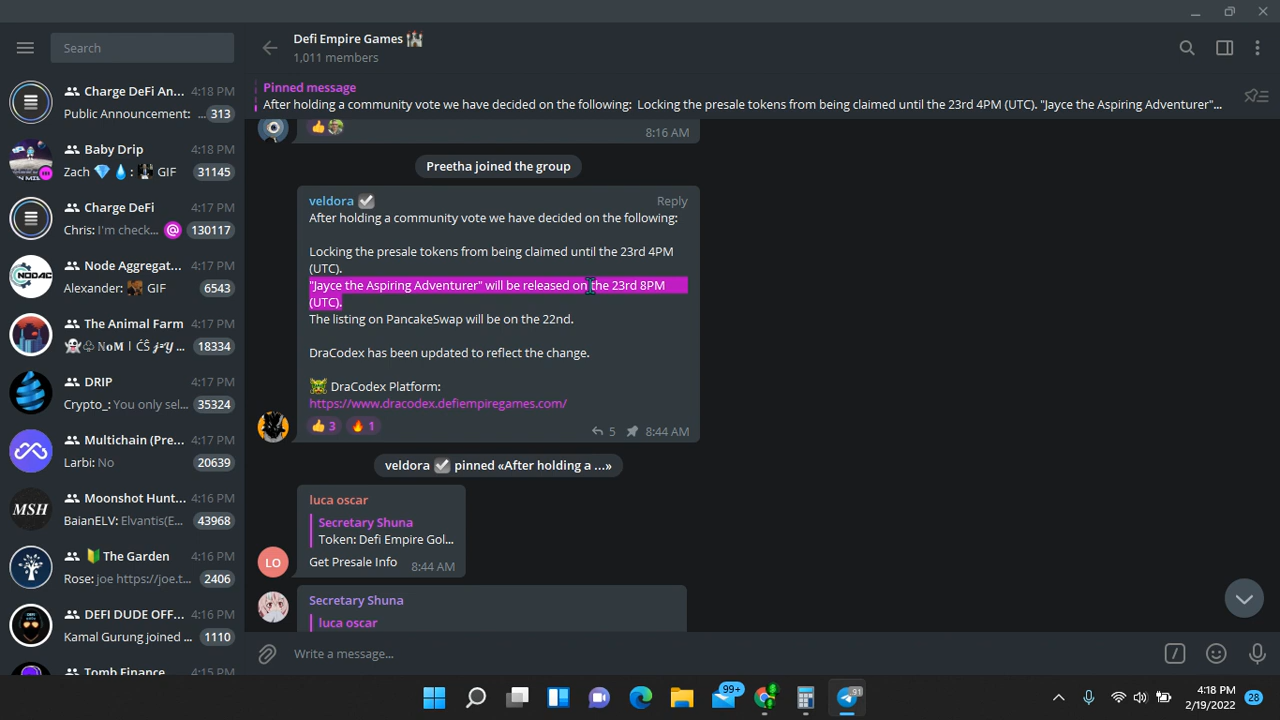 Search
Charge DeFi An... 4:18 PM
Public Announcement: ... 313
Baby Drip 4:18 PM
Zach 💎 💧: GIF 31145
Charge DeFi 4:17 PM
Chris: I'm check... @ 130117
NODAC
Node Aggregat... 4:17 PM
Alexander: GIF 6543
The Animal Farm 4:17 PM
👻♧ NᴏM 18334
DRIP 4:17 PM
Crypto_: You only sel... 35324
Multichain (Pre... 4:17 PM
Larbi: No 20639
MSH
Moonshot Hunt... 4:16 PM
BaianELV: Elvantis(E... 43968
🔰The Garden 4:16 PM
Rose: joe https://joe.t... 2406
DEFI DUDE OFF... 4:16 PM
Kamal Gurung joined ... 1110
Tomb Finance 4:15 PM
Defi Empire Games 🏰
1,011 members
Pinned message
After holding a community vote we have decided on the following:  Locking the presale tokens from being claimed until the 23rd 4PM (UTC). "Jayce the Aspiring Adventurer"...
8:16 AM
Preetha joined the group
veldora ☑️ Reply
After holding a community vote we have decided on the following:
Locking the presale tokens from being claimed until the 23rd 4PM
(UTC).
"Jayce the Aspiring Adventurer" will be released on the 23rd 8PM
(UTC).
The listing on PancakeSwap will be on the 22nd.
DraCodex has been updated to reflect the change.
🐲 DraCodex Platform:
https://www.dracodex.defiempiregames.com/
👍 3 🔥 1 5 8:44 AM
veldora ☑️ pinned «After holding a ...»
luca oscar
Secretary Shuna
Token: Defi Empire Gol...
Get Presale Info 8:44 AM
LO
Secretary Shuna
luca oscar
Write a message...
99+
91
4:18 PM
2/19/2022
28